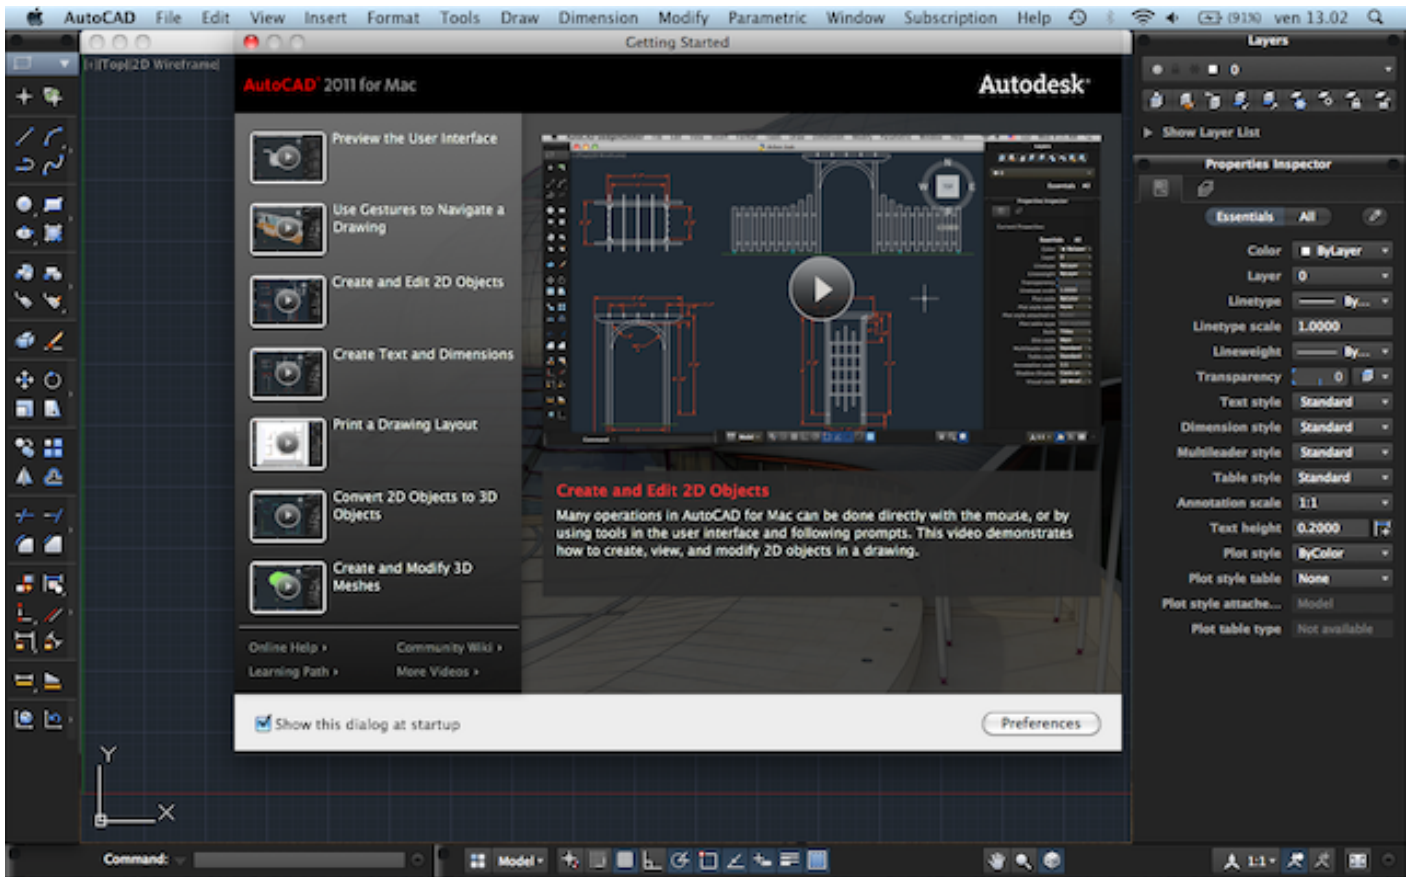 AutoCAD File Edit View Insert Format Tools Draw Dimension Modify Parametric Window Subscription Help (91%) ven 13.02
Getting Started
[Top][2D Wireframe]
AutoCAD 2011 for Mac
Autodesk
Preview the User Interface
Use Gestures to Navigate a
Drawing
Create and Edit 2D Objects
Create Text and Dimensions
Print a Drawing Layout
Convert 2D Objects to 3D
Objects
Create and Modify 3D
Meshes
Online Help
Community Wiki
Learning Path
More Videos
Create and Edit 2D Objects
Many operations in AutoCAD for Mac can be done directly with the mouse, or by
using tools in the user interface and following prompts. This video demonstrates
how to create, view, and modify 2D objects in a drawing.
Show this dialog at startup
Preferences
Layers
0
Show Layer List
Properties Inspector
Essentials All
Color ByLayer
Layer 0
Linetype By...
Linetype scale 1.0000
Lineweight By...
Transparency 0
Text style Standard
Dimension style Standard
Multileader style Standard
Table style Standard
Annotation scale 1:1
Text height 0.2000
Plot style ByColor
Plot style table None
Plot style attache... Model
Plot table type Not available
Y
X
Command:
Model
1:1